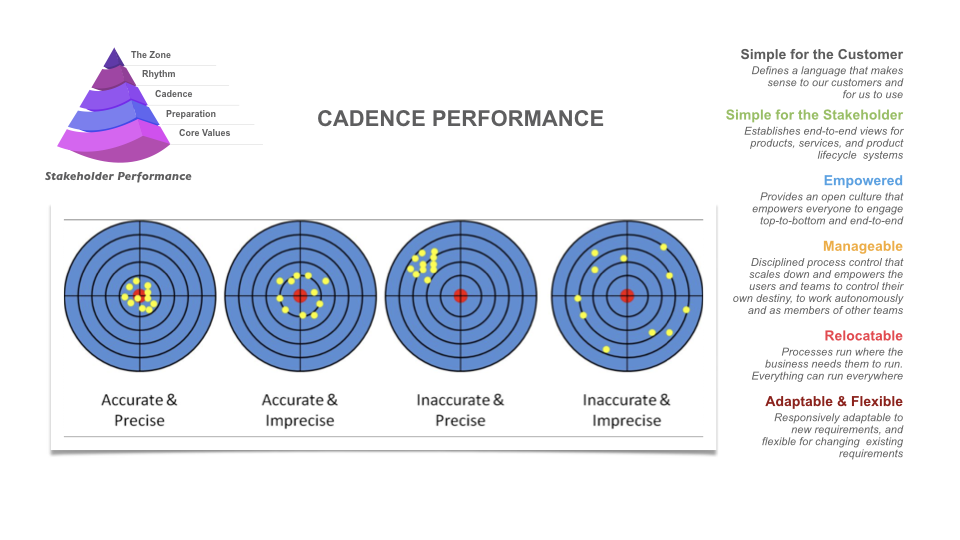 The Zone
Rhythm
Cadence
Preparation
Core Values
Stakeholder Performance
CADENCE PERFORMANCE
Accurate &
Precise
Accurate &
Imprecise
Inaccurate &
Precise
Inaccurate &
Imprecise
Simple for the Customer
Defines a language that makes
sense to our customers and
for us to use
Simple for the Stakeholder
Establishes end-to-end views for
products, services, and product
lifecycle systems
Empowered
Provides an open culture that
empowers everyone to engage
top-to-bottom and end-to-end
Manageable
Disciplined process control that
scales down and empowers the
users and teams to control their
own destiny, to work autonomously
and as members of other teams
Relocatable
Processes run where the
business needs them to run.
Everything can run everywhere
Adaptable & Flexible
Responsively adaptable to
new requirements, and
flexible for changing existing
requirements